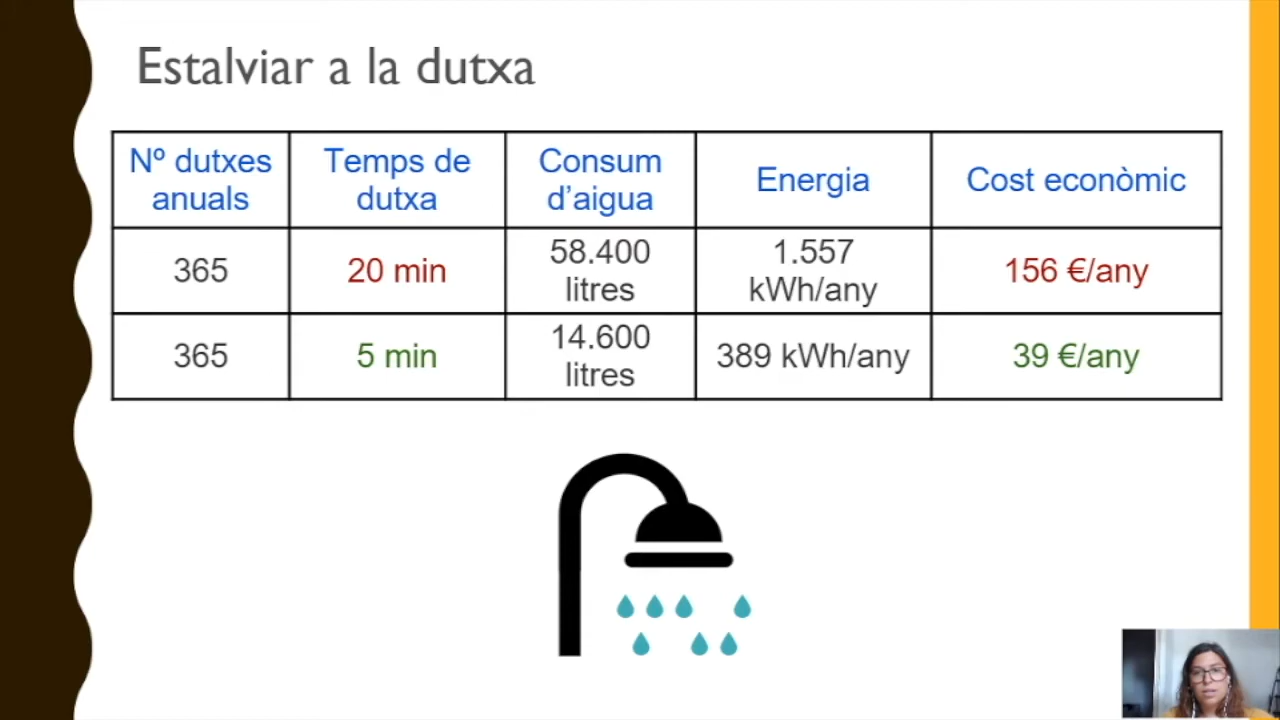 Estalviar a la dutxa
Nº dutxes
anuals
Temps de
dutxa
Consum
d’aigua
Energia
Cost econòmic
365
20 min
58.400
litres
1.557
kWh/any
156 €/any
365
5 min
14.600
litres
389 kWh/any
39 €/any